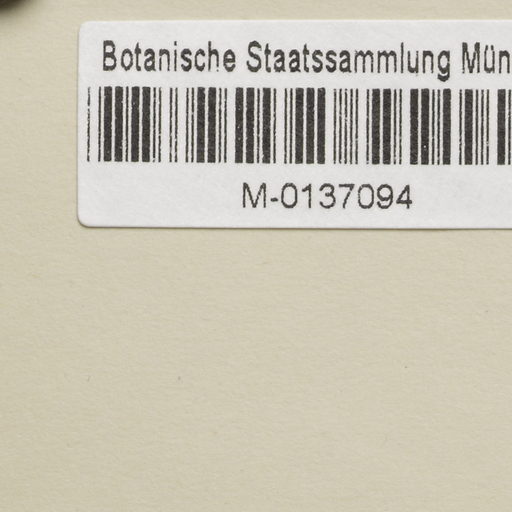 Botanische Staatssammlung Mün
M-0137094